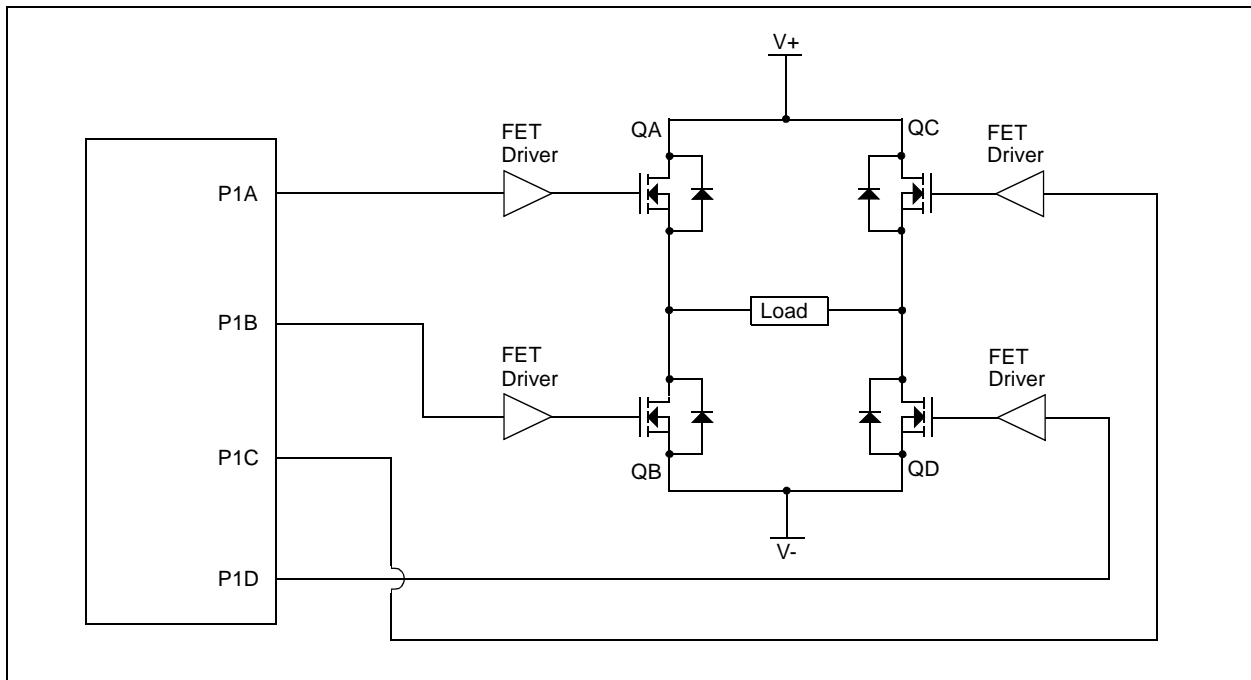 V+
FET
Driver
QA
QC
FET
Driver
P1A
P1B
Load
FET
Driver
FET
Driver
P1C
QB
QD
V-
P1D